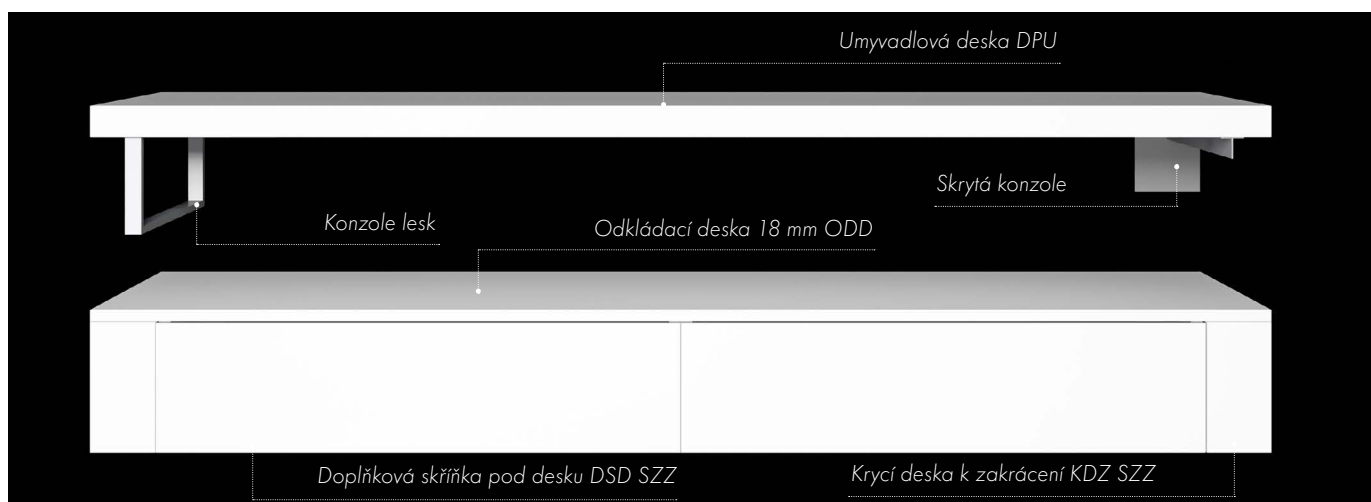 Umyvadlová deska DPU
Skrytá konzole
Konzole lesk
Odkládací deska 18 mm ODD
Doplňková skříňka pod desku DSD SZZ
Krycí deska k zakrácení KDZ SZZ